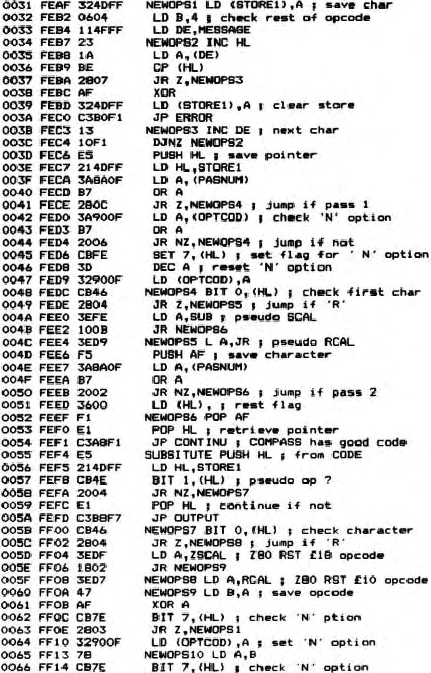 0031 FEAF 324DFF NEWOPS1 LD (STORE1),A ; save char
0032 FEB2 0604 LD B,4 ; check rest of opcode
0033 FEB4 114FFF LD DE,MESSAGE
0034 FEB7 23 NEWOPS2 INC HL
0035 FEB8 1A LD A,(DE)
0036 FEB9 BE CP (HL)
0037 FEBA 2807 JR Z,NEWOPS3
0038 FEBC AF XOR
0039 FEBD 324DFF LD (STORE1),A ; clear store
003A FEC0 C3B0F1 JP ERROR
003B FEC3 13 NEWOPS3 INC DE ; next char
003C FEC4 10F1 DJNZ NEWOPS2
003D FEC6 E5 PUSH HL ; save pointer
003E FEC7 214DFF LD HL,STORE1
003F FECA 3A8A0F LD A,(PASNUM)
0040 FECD B7 OR A
0041 FECE 280C JR Z,NEWOPS4 ; jump if pass 1
0042 FED0 3A900F LD A,(OPTCOD) ; check 'N' option
0043 FED3 B7 OR A
0044 FED4 2006 JR NZ,NEWOPS4 ; jump if not
0045 FED6 CBFE SET 7,(HL) ; set flag for ' N' option
0046 FED8 3D DEC A ; reset 'N' option
0047 FED9 32900F LD (OPTCOD),A
0048 FEDC CB46 NEWOPS4 BIT 0,(HL) ; check first char
0049 FEDE 2804 JR Z,NEWOPS5 ; jump if 'R'
004A FEE0 3EFE LD A,SUB ; pseudo SCAL
004B FEE2 100B JR NEWOPS6
004C FEE4 3ED9 NEWOPS5 L A,JR ; pseudo RCAL
004D FEE6 F5 PUSH AF ; save character
004E FEE7 3A8A0F LD A,(PASNUM)
004F FEEA B7 OR A
0050 FEEB 2002 JR NZ,NEWOPS6 ; jump if pass 2
0051 FEED 3600 LD (HL), ; rest flag
0052 FEEF F1 NEWOPS6 POP AF
0053 FEF0 E1 POP HL ; retrieve pointer
0054 FEF1 C3A8F1 JP CONTINU ; COMPASS has good code
0055 FEF4 E5 SUBSITUTE PUSH HL ; from CODE
0056 FEF5 214DFF LD HL,STORE1
0057 FEF8 CB4E BIT 1,(HL) ; pseudo op ?
0058 FEFA 2004 JR NZ,NEWOPS7
0059 FEFC E1 POP HL ; continue if not
005A FEFD C3B8F7 JP OUTPUT
005B FF00 CB46 NEWOPS7 BIT 0,(HL) ; check character
005C FF02 2804 JR Z,NEWOPS8 ; jump if 'R'
005D FF04 3EDF LD A,ZSCAL ; Z80 RST £18 opcode
005E FF06 1802 JR NEWOPS9
005F FF08 3ED7 NEWOPS8 LD A,RCAL ; Z80 RST £10 opcode
0060 FF0A 47 NEWOPS9 LD B,A ; save opcode
0061 FF0B AF XOR A
0062 FF0C CB7E BIT 7,(HL) ; check 'N' ption
0063 FF0E 2803 JR Z,NEWOPS1
0064 FF10 32900F LD (OPTCOD),A ; set 'N' option
0065 FF13 78 NEWOPS10 LD A,B
0066 FF14 CB7E BIT 7,(HL) ; check 'N' option